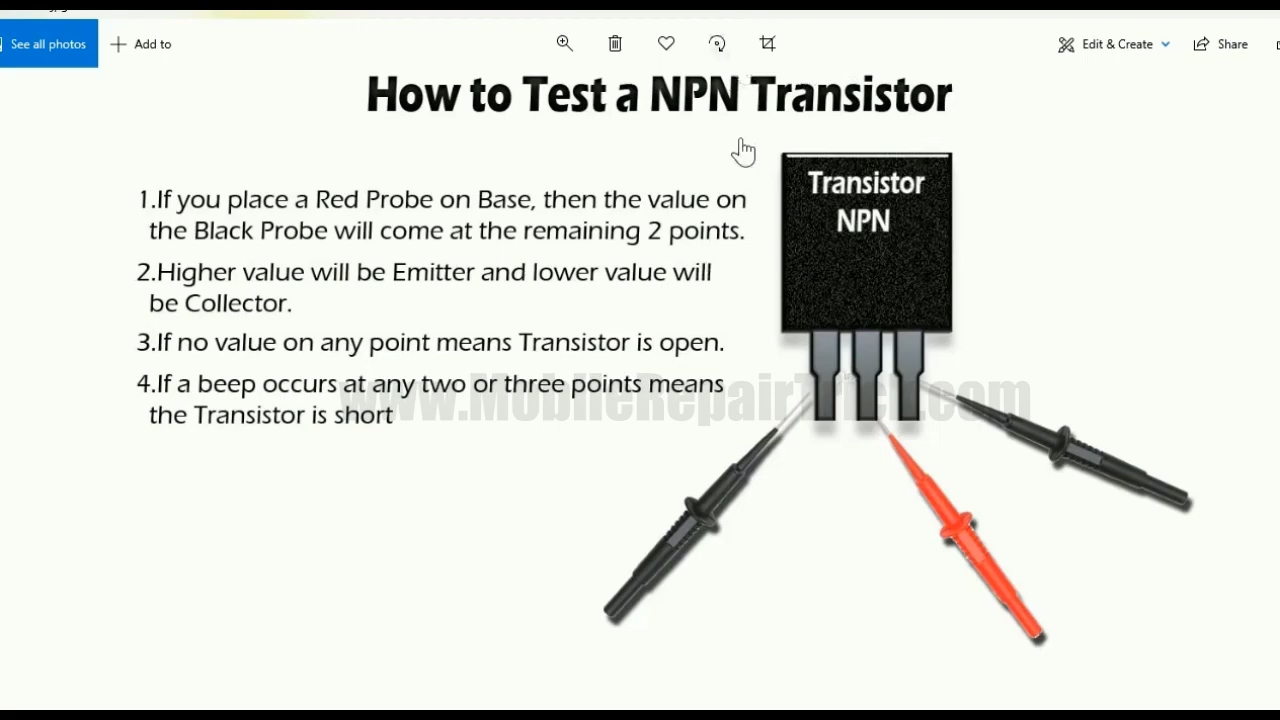 See all photos
Add to
Edit & Create
Share
How to Test a NPN Transistor
1.If you place a Red Probe on Base, then the value on
the Black Probe will come at the remaining 2 points.
2.Higher value will be Emitter and lower value will
be Collector.
3.If no value on any point means Transistor is open.
4.If a beep occurs at any two or three points means
the Transistor is short
Transistor
NPN
www.MobileRepairTrick.com